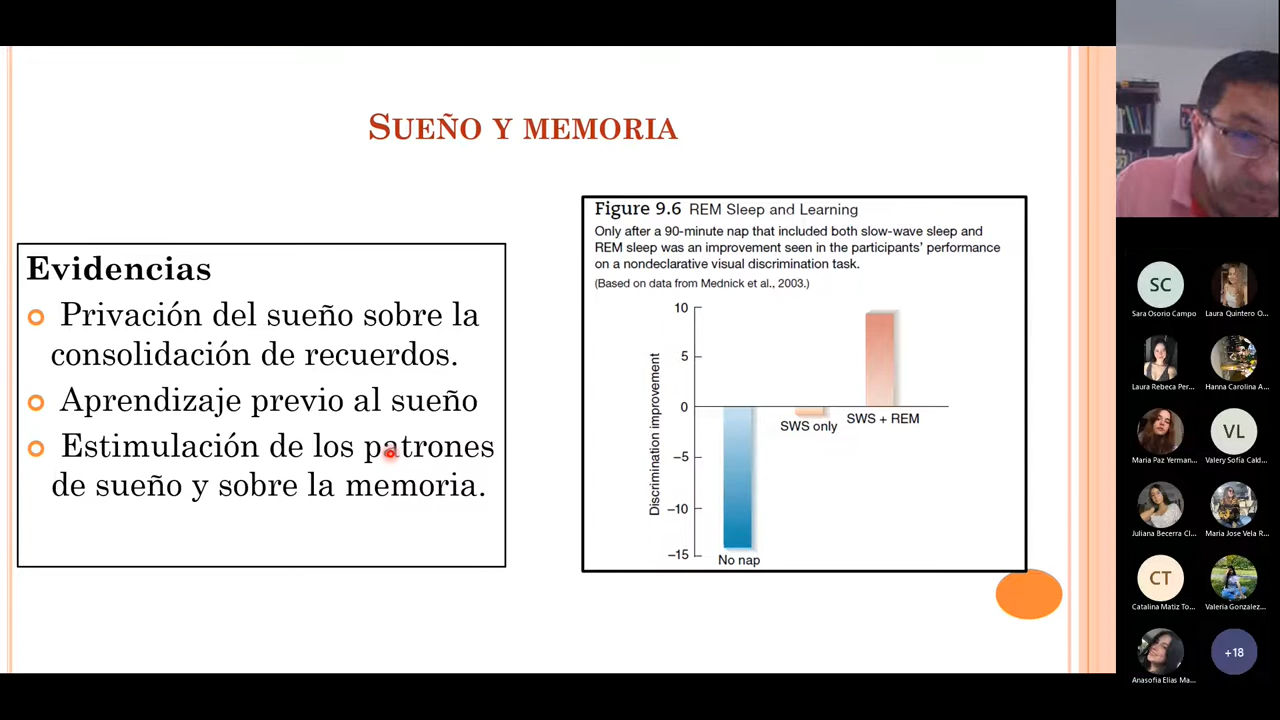 SUEÑO Y MEMORIA
Evidencias
Privación del sueño sobre la
consolidación de recuerdos.
Aprendizaje previo al sueño
Estimulación de los patrones
de sueño y sobre la memoria.
Figure 9.6 REM Sleep and Learning
Only after a 90-minute nap that included both slow-wave sleep and
REM sleep was an improvement seen in the participants’ performance
on a nondeclarative visual discrimination task.
(Based on data from Mednick et al., 2003.)
Discrimination improvement
10
5
0
−5
−10
−15
No nap
SWS only
SWS + REM
SC
Sara Osorio Campo
Laura Quintero O...
Laura Rebeca Per...
Hanna Carolina A...
Maria Paz Yerman...
VL
Valery Sofía Cald...
Juliana Becerra Cl...
Maria Jose Vela R...
CT
Catalina Matiz To...
Valeria Gonzalez...
Anasofia Elias Ma...
+18